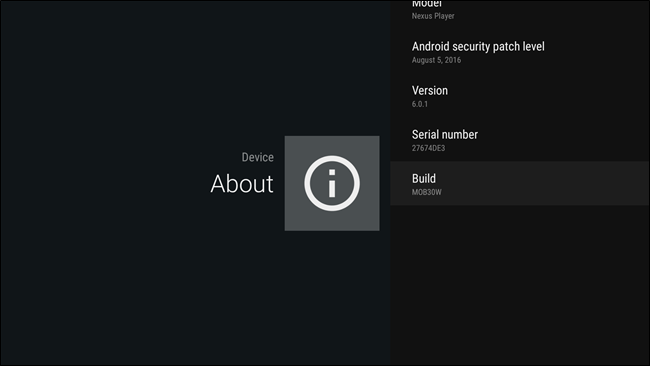 Model
Nexus Player
Android security patch level
August 5, 2016
Version
6.0.1
Serial number
27674DE3
Device
About
Build
MOB30W